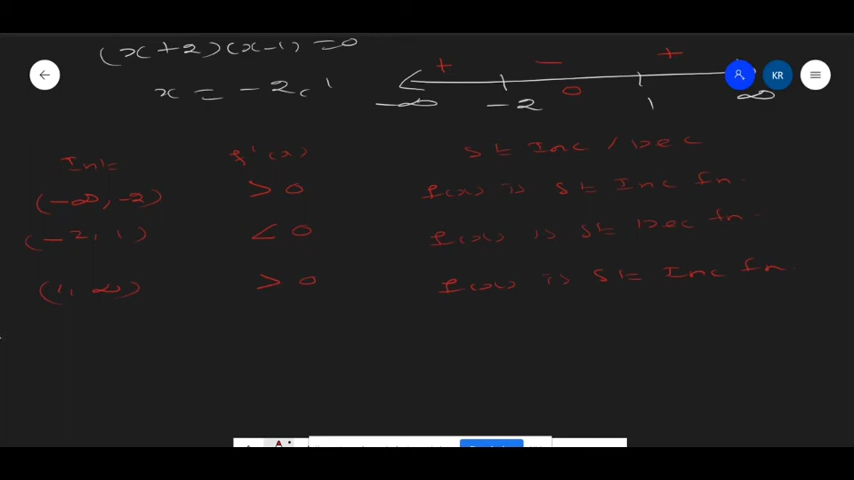 (x+2)(x-1) =0
+ − +
x = -2, 1
-∞ -2 0 1 ∞
KR
Int f'(x) St Inc / Dec
(-∞, -2) > 0 f(x) is St Inc fn.
(-2, 1) < 0 f(x) is St Dec fn.
(1, ∞) > 0 f(x) is St Inc fn.